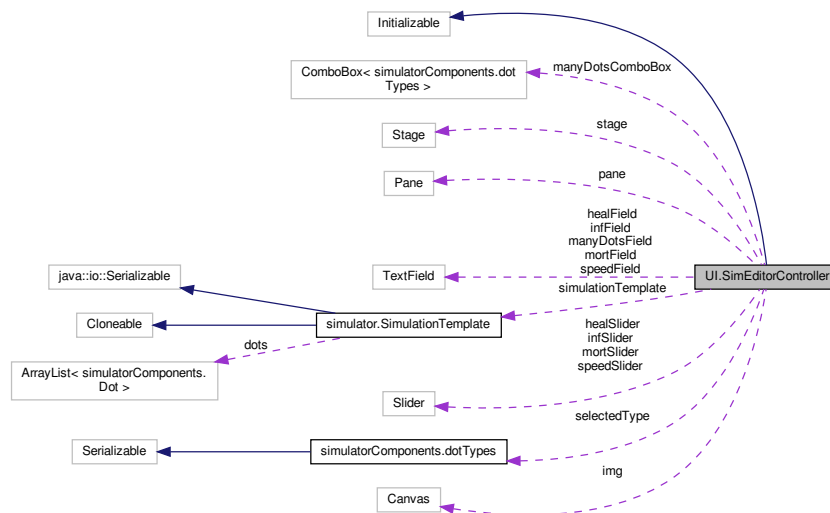 Initializable
ComboBox< simulatorComponents.dot
Types >
manyDotsComboBox
Stage
stage
Pane
pane
healField
infField
manyDotsField
mortField
speedField
TextField
UI.SimEditorController
java::io::Serializable
simulationTemplate
Cloneable
simulator.SimulationTemplate
dots
ArrayList< simulatorComponents.
Dot >
healSlider
infSlider
mortSlider
speedSlider
Slider
selectedType
Serializable
simulatorComponents.dotTypes
img
Canvas